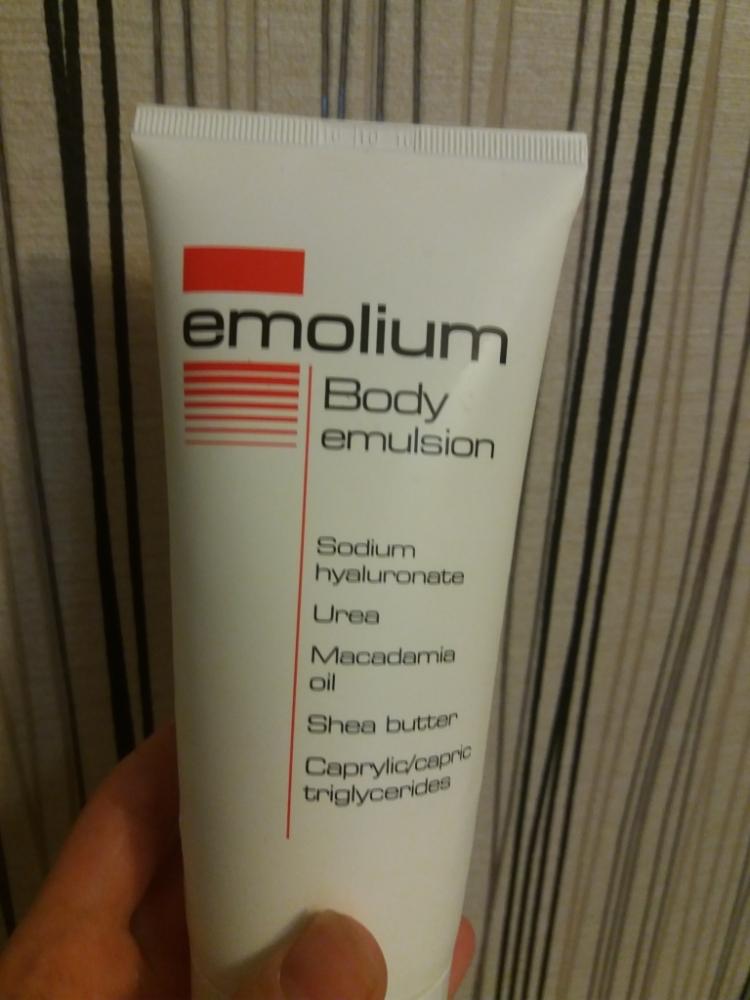 emolium
Body
emulsion
Sodium
hyaluronate
Urea
Macadamia
oil
Shea butter
Caprylic/capric
triglycerides